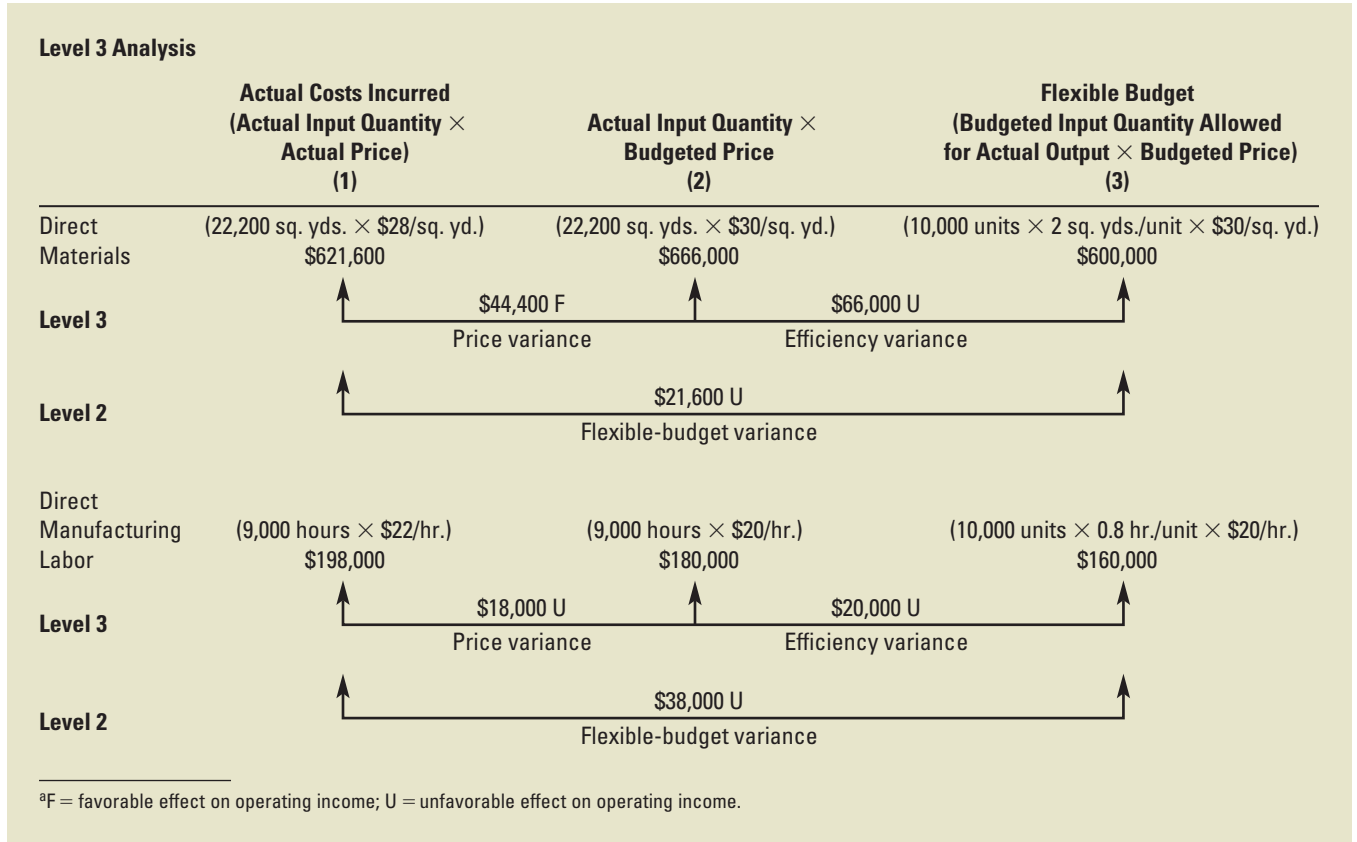 Level 3 Analysis
Actual Costs Incurred
(Actual Input Quantity ×
Actual Price)
(1)
Actual Input Quantity ×
Budgeted Price
(2)
Flexible Budget
(Budgeted Input Quantity Allowed
for Actual Output × Budgeted Price)
(3)
Direct
Materials
(22,200 sq. yds. × $28/sq. yd.)
$621,600
(22,200 sq. yds. × $30/sq. yd.)
$666,000
(10,000 units × 2 sq. yds./unit × $30/sq. yd.)
$600,000
Level 3
$44,400 F
Price variance
$66,000 U
Efficiency variance
Level 2
$21,600 U
Flexible-budget variance
Direct
Manufacturing
Labor
(9,000 hours × $22/hr.)
$198,000
(9,000 hours × $20/hr.)
$180,000
(10,000 units × 0.8 hr./unit × $20/hr.)
$160,000
Level 3
$18,000 U
Price variance
$20,000 U
Efficiency variance
Level 2
$38,000 U
Flexible-budget variance
ᵃF = favorable effect on operating income; U = unfavorable effect on operating income.